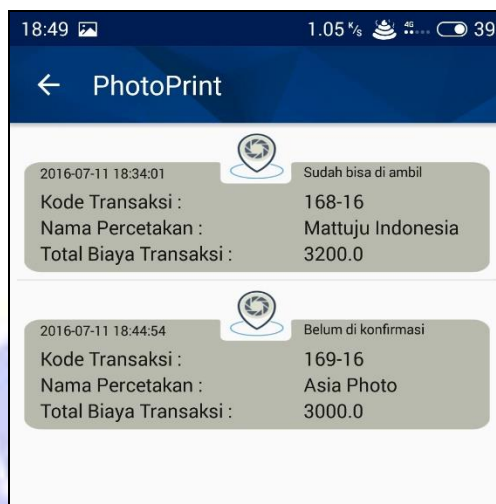 18:49 1.05 K/s 4G 39
PhotoPrint
2016-07-11 18:34:01 Sudah bisa di ambil
Kode Transaksi : 168-16
Nama Percetakan : Mattuju Indonesia
Total Biaya Transaksi : 3200.0
2016-07-11 18:44:54 Belum di konfirmasi
Kode Transaksi : 169-16
Nama Percetakan : Asia Photo
Total Biaya Transaksi : 3000.0